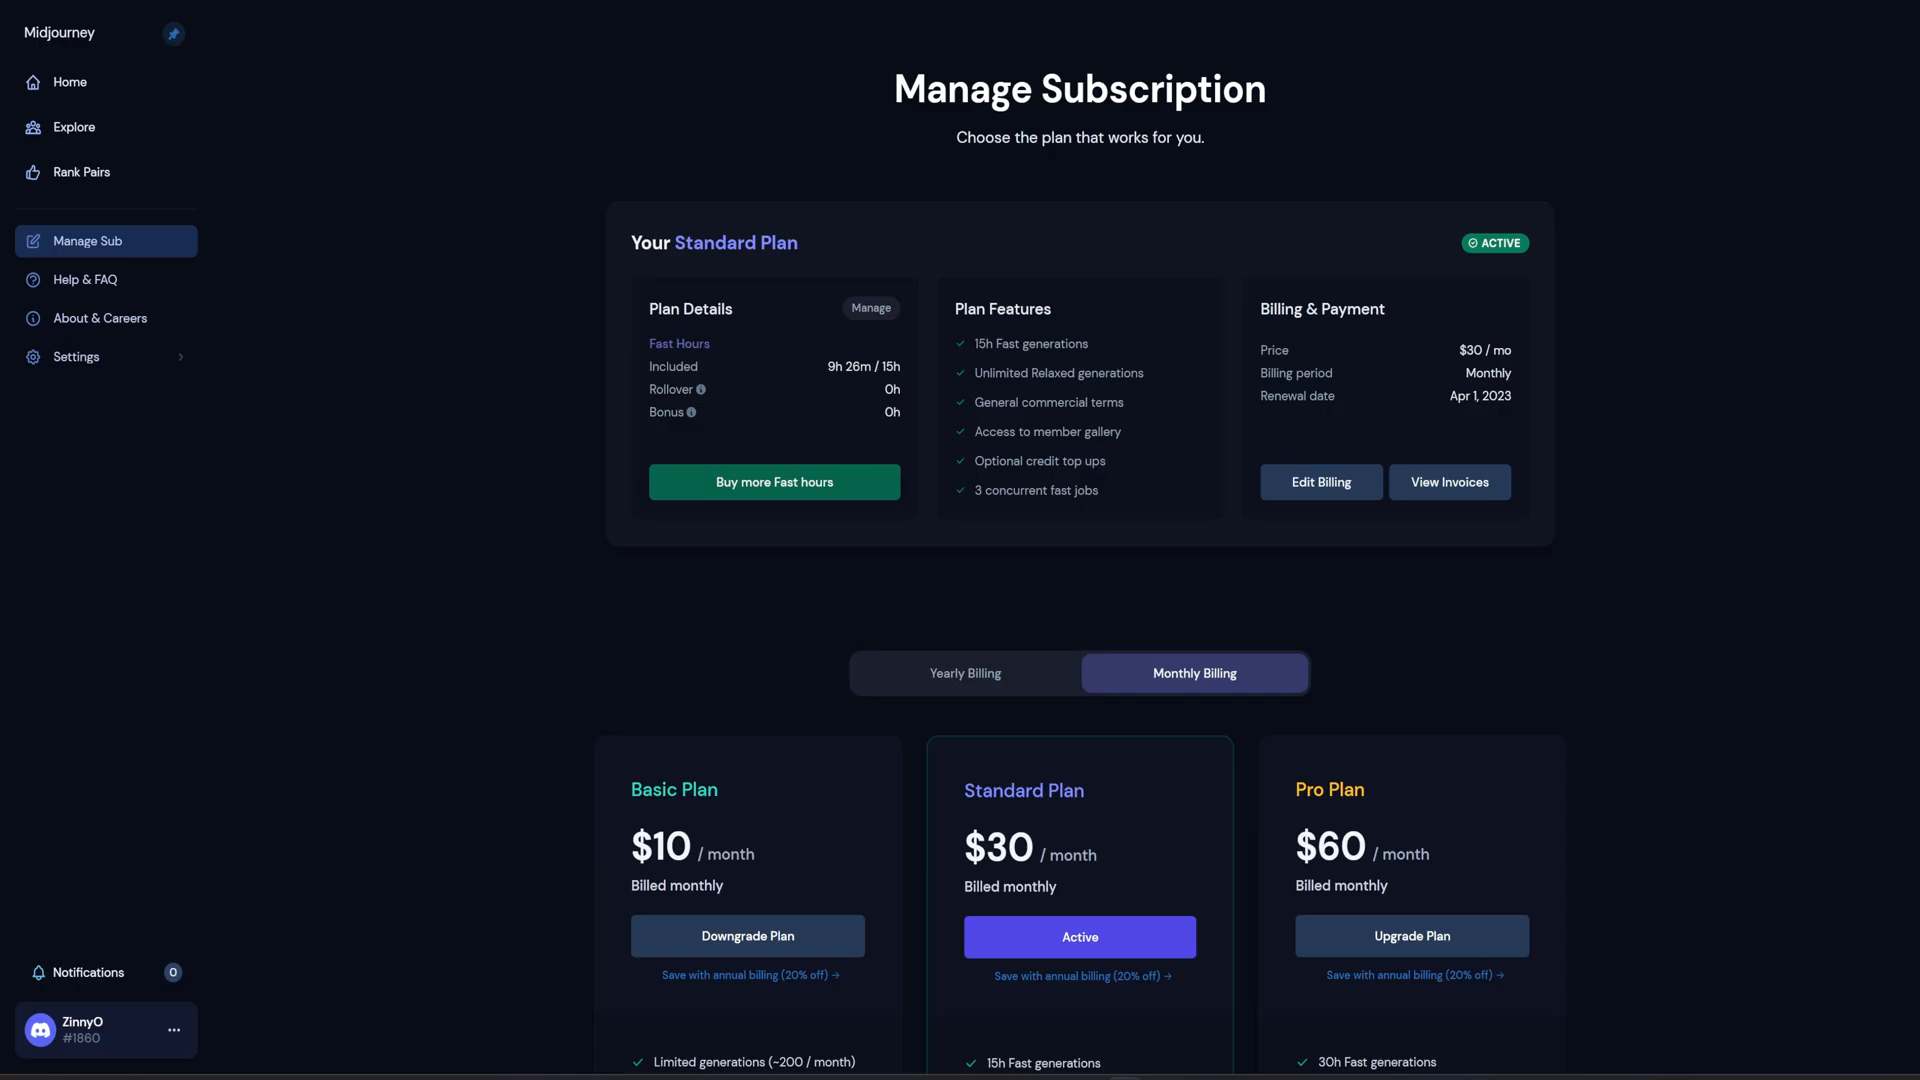 Midjourney
Home
Explore
Rank Pairs
Manage Sub
Help & FAQ
About & Careers
Settings
Notifications 0
ZinnyO
#1860
Manage Subscription
Choose the plan that works for you.
Your Standard Plan
ACTIVE
Plan Details
Manage
Fast Hours
Included 9h 26m / 15h
Rollover 0h
Bonus 0h
Buy more Fast hours
Plan Features
15h Fast generations
Unlimited Relaxed generations
General commercial terms
Access to member gallery
Optional credit top ups
3 concurrent fast jobs
Billing & Payment
Price $30 / mo
Billing period Monthly
Renewal date Apr 1, 2023
Edit Billing
View Invoices
Yearly Billing
Monthly Billing
Basic Plan
$10 / month
Billed monthly
Downgrade Plan
Save with annual billing (20% off) →
Limited generations (~200 / month)
Standard Plan
$30 / month
Billed monthly
Active
Save with annual billing (20% off) →
15h Fast generations
Pro Plan
$60 / month
Billed monthly
Upgrade Plan
Save with annual billing (20% off) →
30h Fast generations